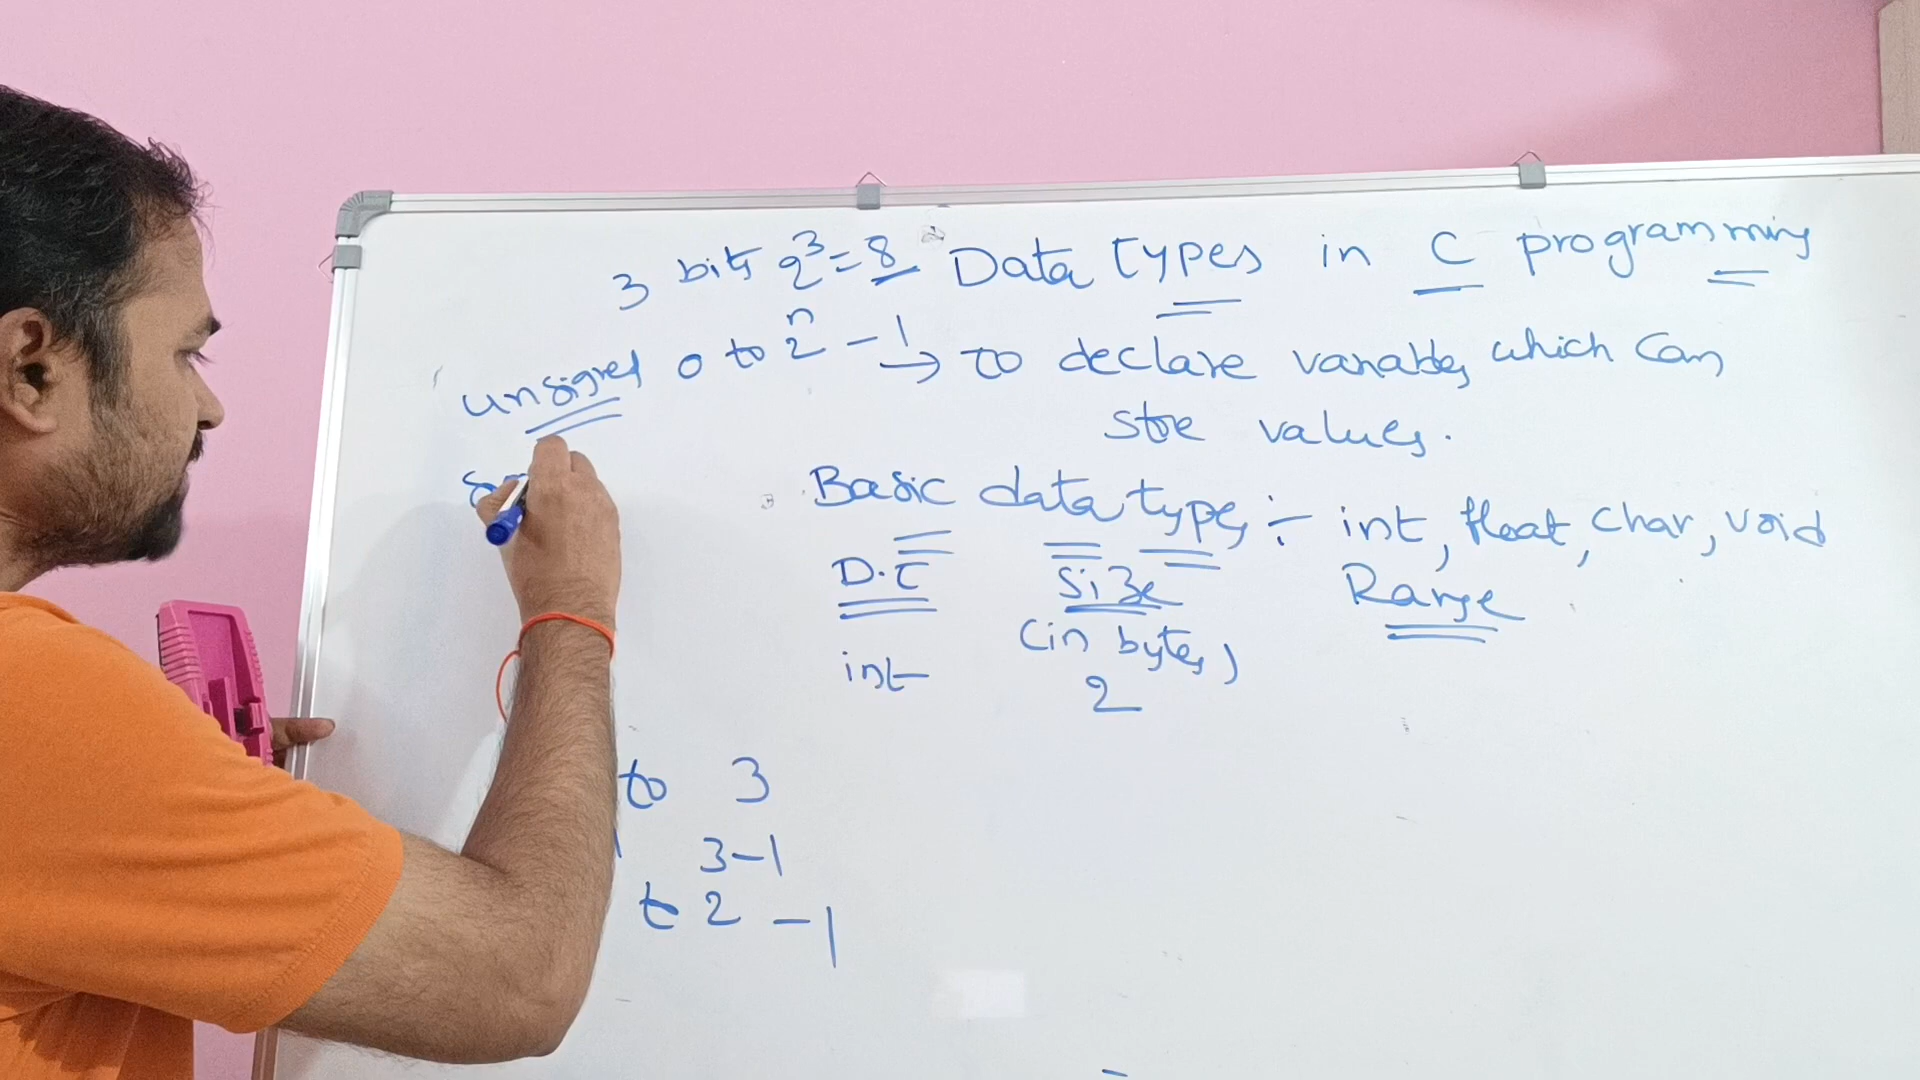 3 bits 2³ = 8 Data types in C programming
unsigned 0 to 2ⁿ - 1 → to declare variables which can
store values.
Basic data types :- int, float, char, void
D.T Size Range
(in bytes)
int 2
to 3
3-1
to 2 - 1